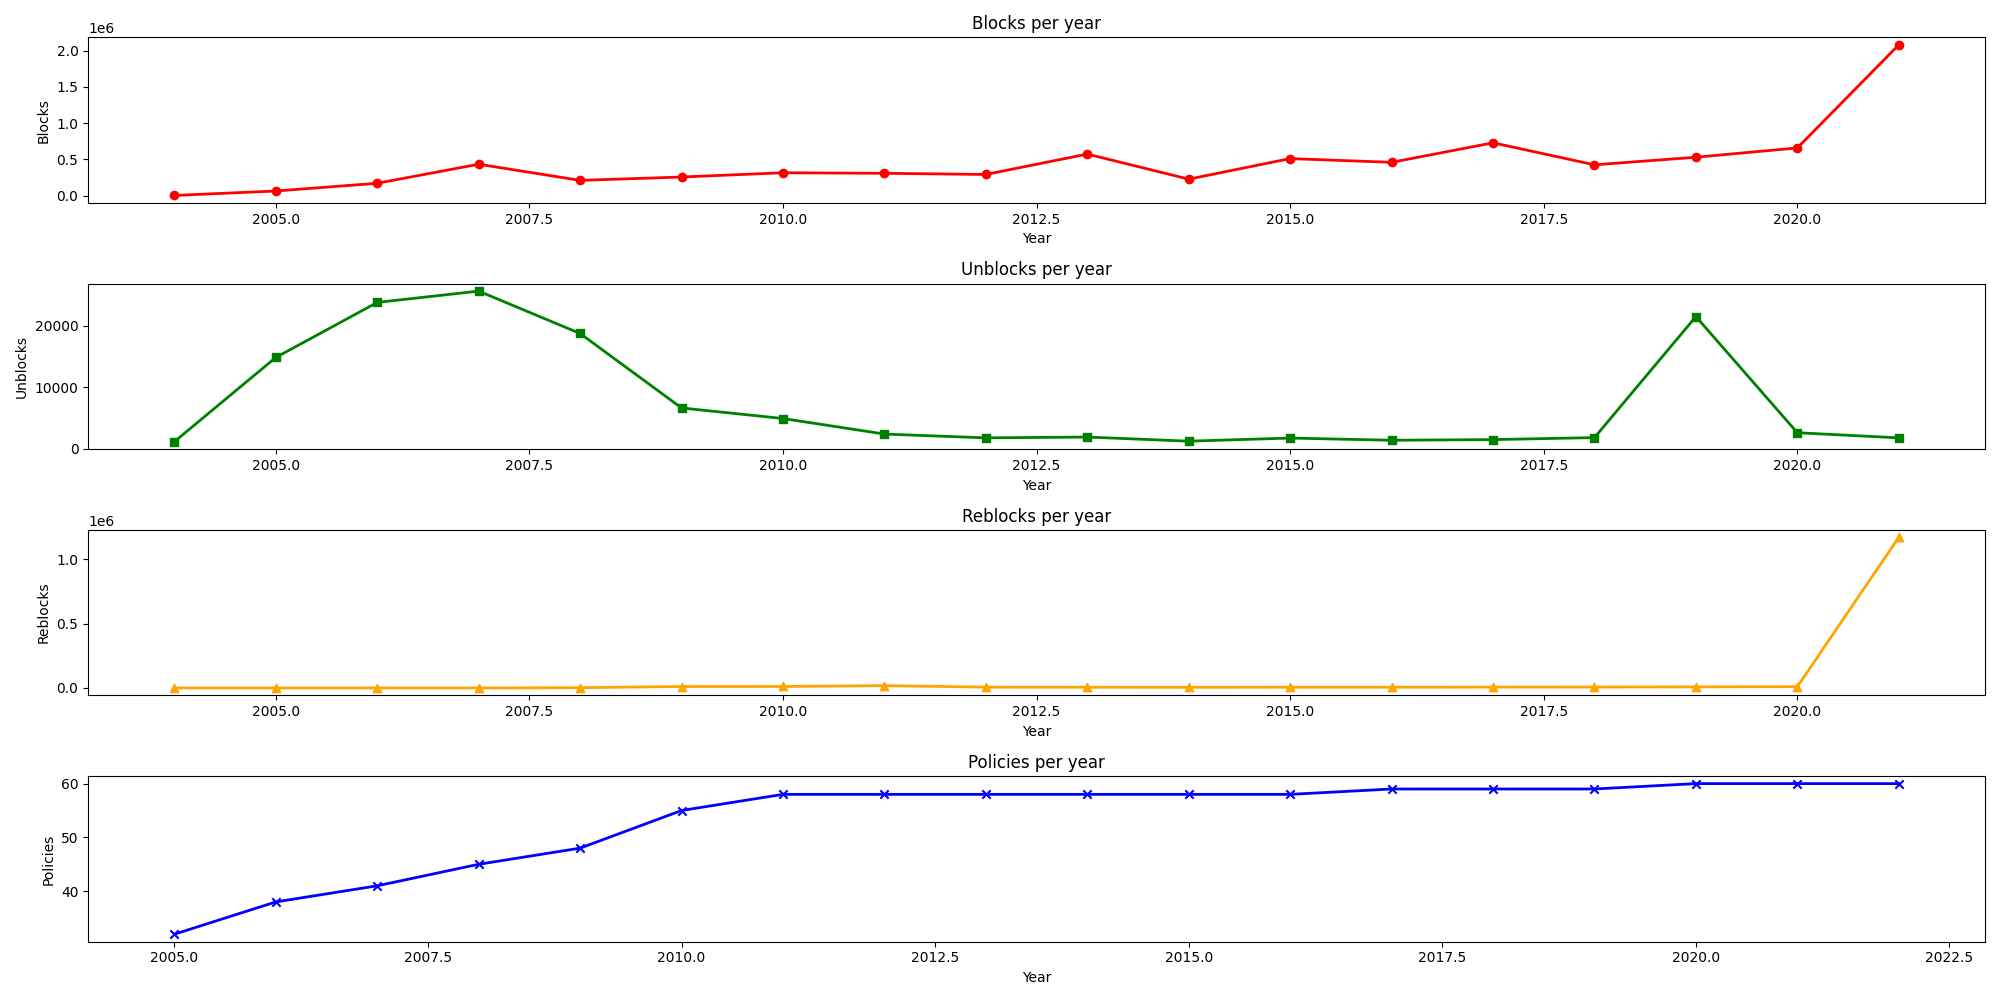 Blocks per year
1e6
2.0
1.5
1.0
0.5
0.0
Blocks
2005.0 2007.5 2010.0 2012.5 2015.0 2017.5 2020.0
Year
Unblocks per year
20000
10000
0
Unblocks
2005.0 2007.5 2010.0 2012.5 2015.0 2017.5 2020.0
Year
Reblocks per year
1e6
1.0
0.5
0.0
Reblocks
2005.0 2007.5 2010.0 2012.5 2015.0 2017.5 2020.0
Year
Policies per year
60
50
40
Policies
2005.0 2007.5 2010.0 2012.5 2015.0 2017.5 2020.0 2022.5
Year